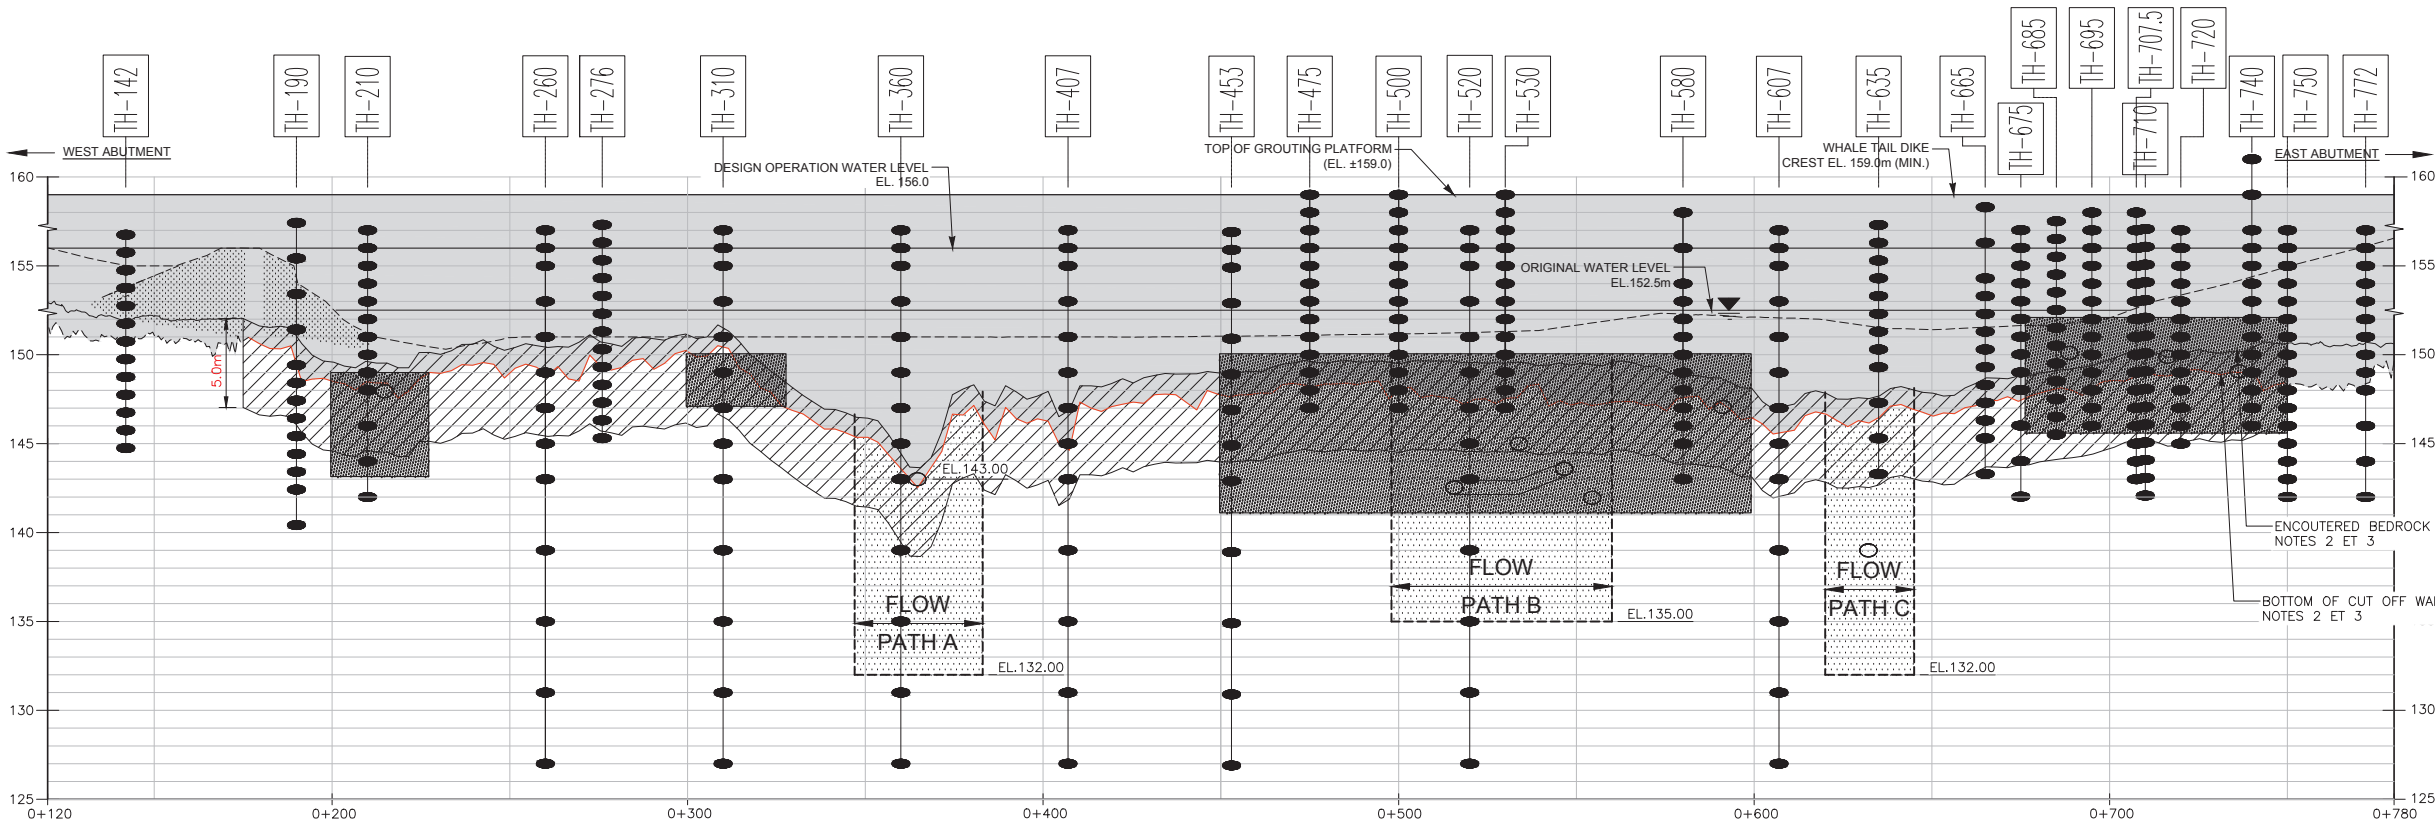 TH-142
TH-190
TH-210
TH-260
TH-276
TH-310
TH-360
TH-407
TH-453
TH-475
TH-500
TH-520
TH-530
TH-580
TH-607
TH-635
TH-665
TH-675
TH-685
TH-695
TH-707.5
TH-710
TH-720
TH-740
TH-750
TH-772
WEST ABUTMENT
DESIGN OPERATION WATER LEVEL
EL. 156.0
TOP OF GROUTING PLATFORM
(EL. ±159.0)
WHALE TAIL DIKE
CREST EL. 159.0m (MIN.)
EAST ABUTMENT
ORIGINAL WATER LEVEL
EL.152.5m
160
155
150
145
140
135
130
125
160
155
150
145
130
125
5.0m
EL.143.00
FLOW
PATH A
EL.132.00
FLOW
PATH B
EL.135.00
FLOW
PATH C
EL.132.00
ENCOUTERED BEDROCK
NOTES 2 ET 3
BOTTOM OF CUT OFF WA
NOTES 2 ET 3
0+120
0+200
0+300
0+400
0+500
0+600
0+700
0+780